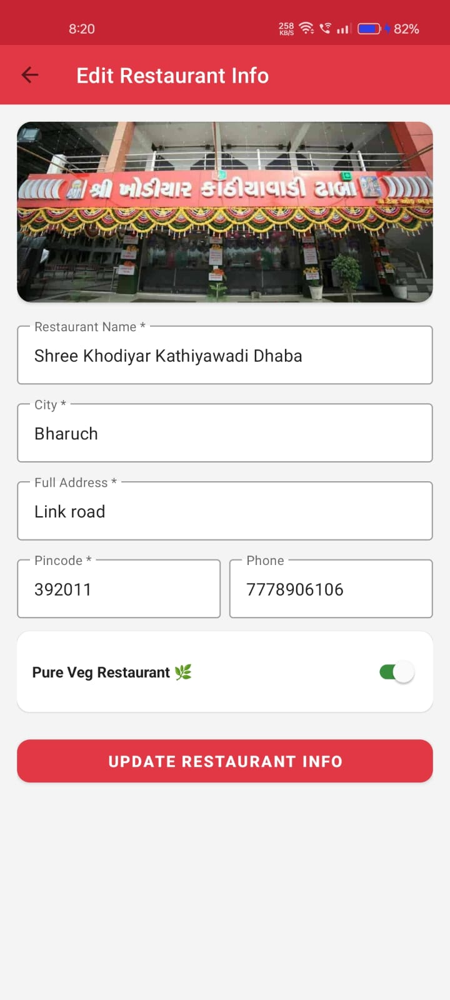 8:20
258
KB/S
82%
Edit Restaurant Info
શ્રી ખોડીયાર કાઠીયાવાડી ઢાબા
Restaurant Name *
Shree Khodiyar Kathiyawadi Dhaba
City *
Bharuch
Full Address *
Link road
Pincode *
392011
Phone
7778906106
Pure Veg Restaurant 🌿
UPDATE RESTAURANT INFO